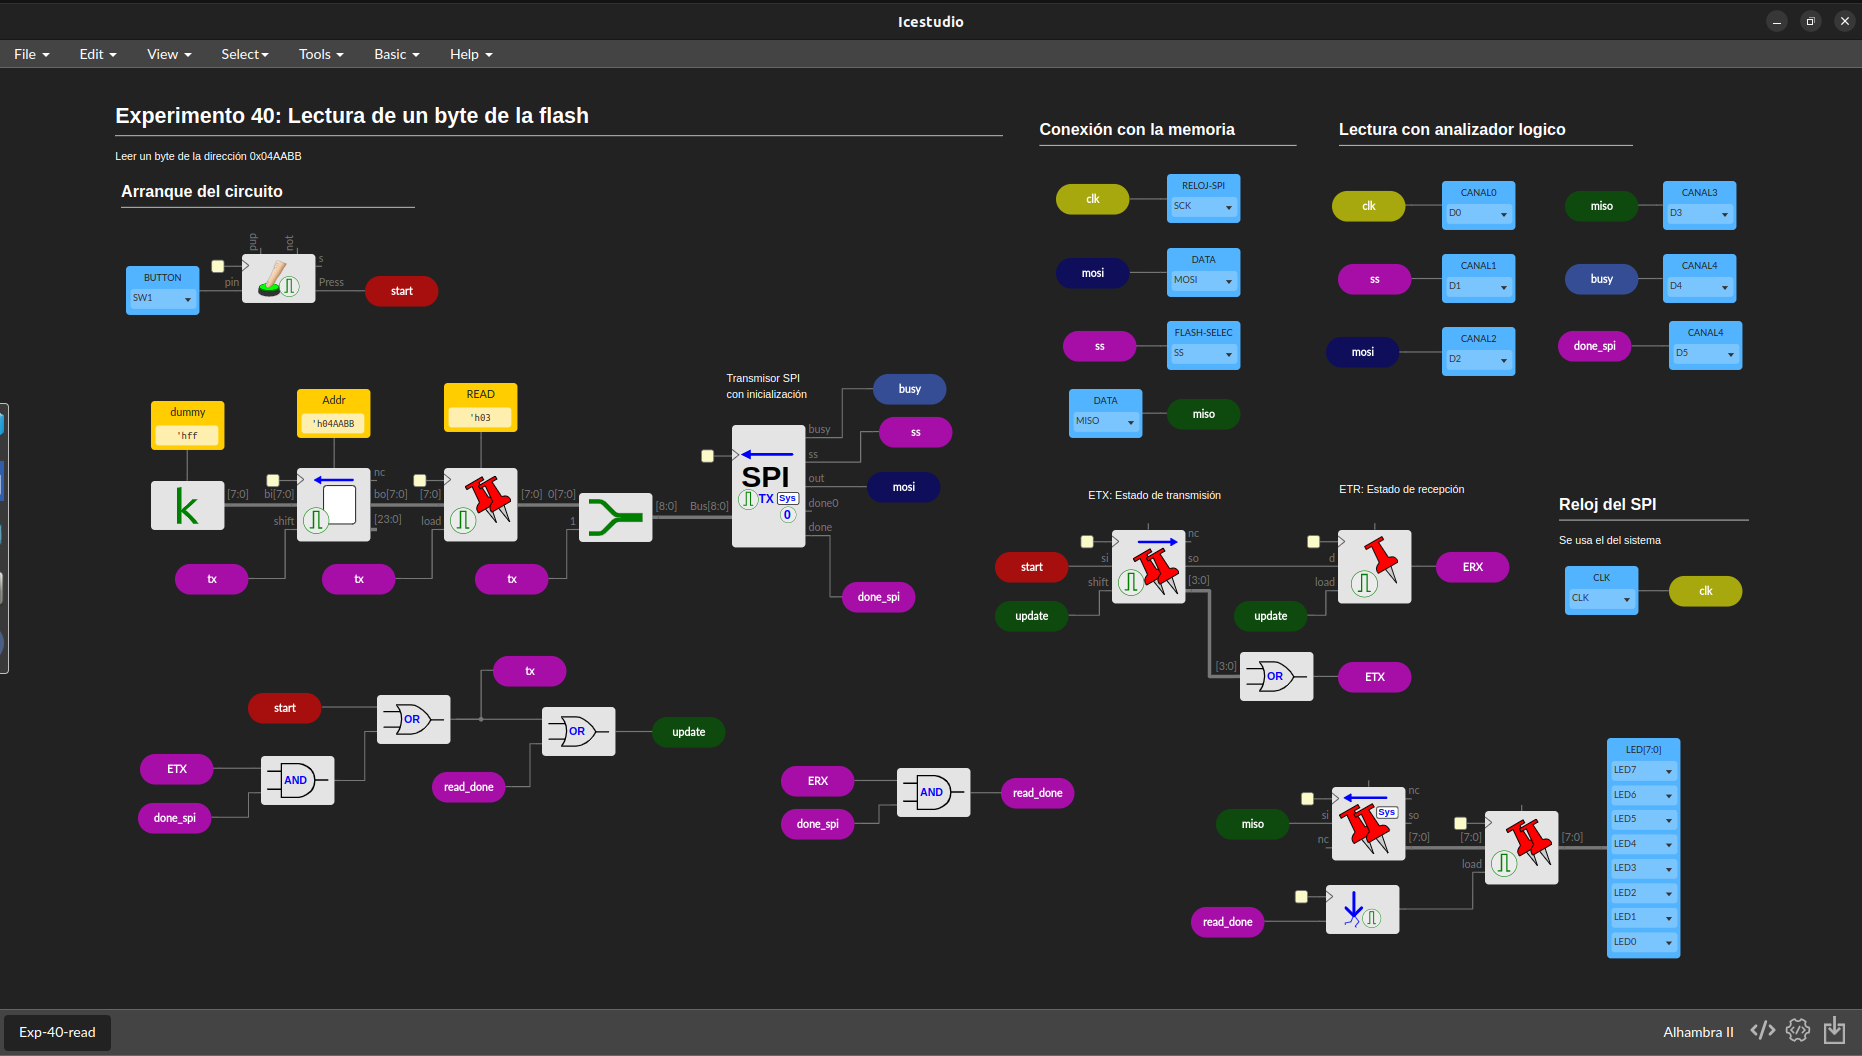 Icestudio
File Edit View Select Tools Basic Help
Experimento 40: Lectura de un byte de la flash
Leer un byte de la dirección 0x04AABB
Arranque del circuito
BUTTON
SW1
pin
pup
not
s
Press
start
Conexión con la memoria
clk
RELOJ-SPI
SCK
mosi
DATA
MOSI
ss
FLASH-SELEC
SS
DATA
MISO
miso
Lectura con analizador logico
clk
CANAL0
D0
miso
CANAL3
D3
ss
CANAL1
D1
busy
CANAL4
D4
mosi
CANAL2
D2
done_spi
CANAL4
D5
dummy
'hff
k
[7:0]
Addr
'h04AABB
bi[7:0]
shift
nc
bo[7:0]
[23:0]
READ
'h03
[7:0]
load
[7:0]
0[7:0]
1
[8:0]
tx
tx
tx
Transmisor SPI
con inicialización
Bus[8:0]
SPI
TX
Sys
0
busy
ss
out
done0
done
busy
ss
mosi
done_spi
ETX: Estado de transmisión
start
update
si
shift
nc
so
[3:0]
[3:0]
OR
ETX
ETR: Estado de recepción
d
load
update
ERX
Reloj del SPI
Se usa el del sistema
CLK
CLK
clk
start
ETX
done_spi
AND
OR
tx
read_done
OR
update
ERX
done_spi
AND
read_done
miso
si
nc
Sys
nc
so
[7:0]
[7:0]
load
[7:0]
read_done
LED[7:0]
LED7
LED6
LED5
LED4
LED3
LED2
LED1
LED0
Exp-40-read
Alhambra II